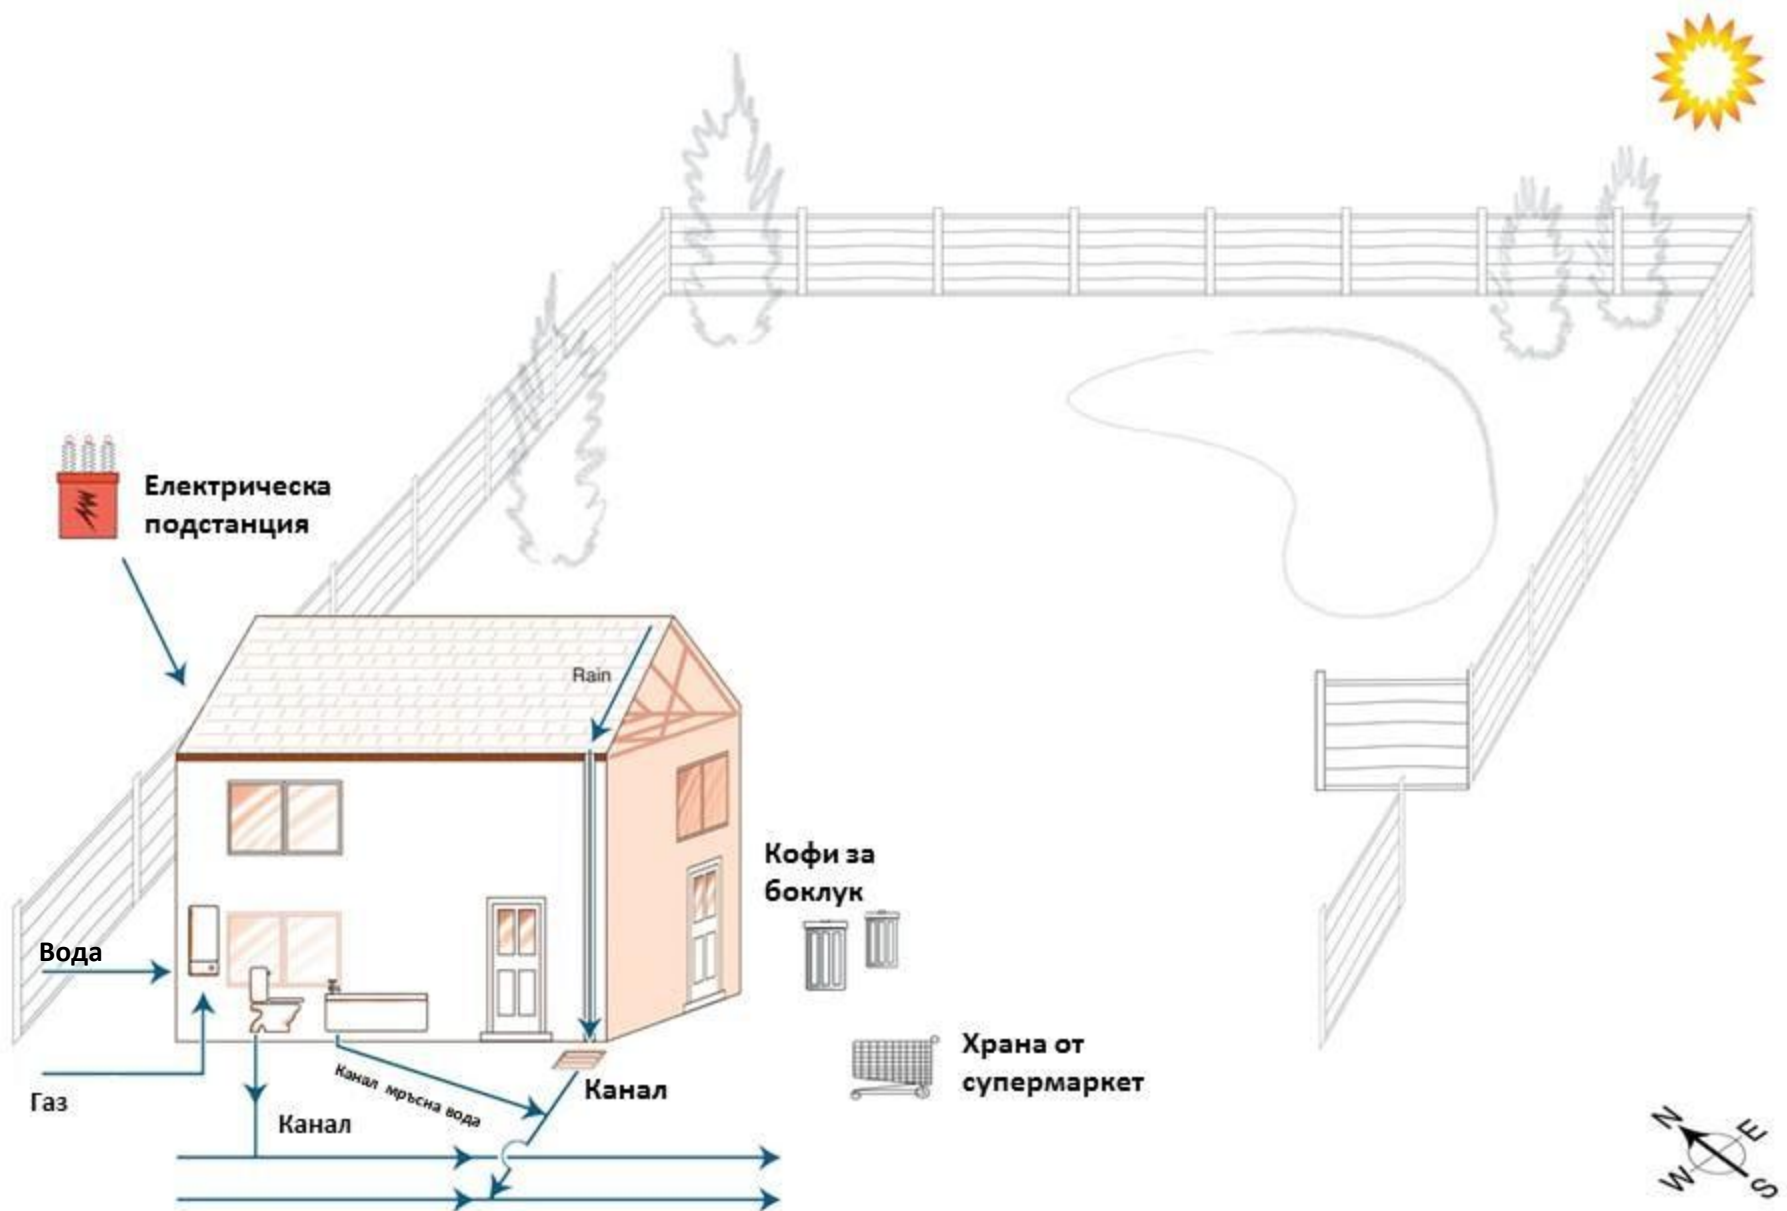 Електрическа
подстанция
Rain
Кофи за
боклук
Вода
Храна от
супермаркет
Газ
Канал мръсна вода
Канал
Канал
N
E
W
S